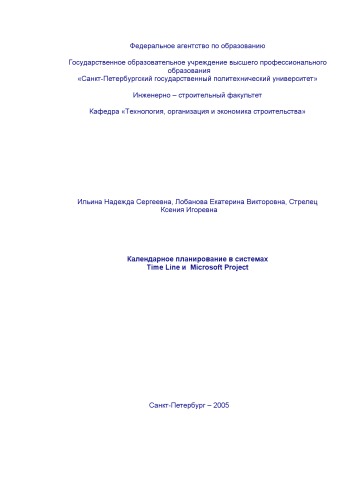 Федеральное агентство по образованию
Государственное образовательное учреждение высшего профессионального
образования
«Санкт-Петербургский государственный политехнический университет»
Инженерно – строительный факультет
Кафедра «Технология, организация и экономика строительства»
Ильина Надежда Сергеевна, Лобанова Екатерина Викторовна, Стрелец
Ксения Игоревна
Календарное планирование в системах
Time Line и Microsoft Project
Санкт-Петербург – 2005